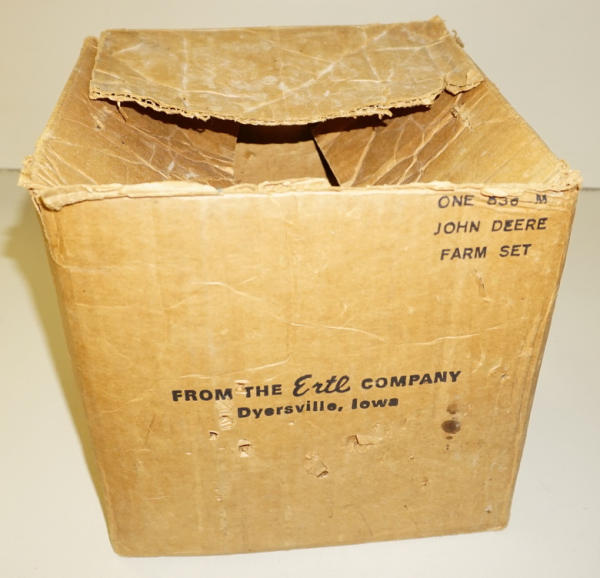 ONE M
JOHN DEERE
FARM SET
FROM THE Ertl COMPANY
Dyersville, Iowa